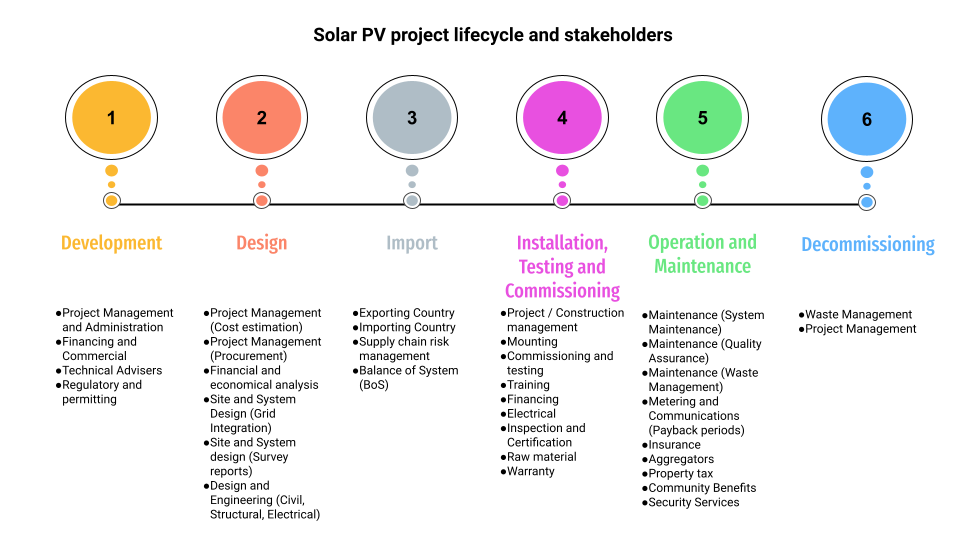 Solar PV project lifecycle and stakeholders
1
2
3
4
5
6
Development
Design
Import
Installation,
Testing and
Commissioning
Operation and
Maintenance
Decommissioning
●Project Management
and Administration
●Financing and
Commercial
●Technical Advisers
●Regulatory and
permitting
●Project Management
(Cost estimation)
●Project Management
(Procurement)
●Financial and
economical analysis
●Site and System
Design (Grid
Integration)
●Site and System
design (Survey
reports)
●Design and
Engineering (Civil,
Structural, Electrical)
●Exporting Country
●Importing Country
●Supply chain risk
management
●Balance of System
(BoS)
●Project / Construction
management
●Mounting
●Commissioning and
testing
●Training
●Financing
●Electrical
●Inspection and
Certification
●Raw material
●Warranty
●Maintenance (System
Maintenance)
●Maintenance (Quality
Assurance)
●Maintenance (Waste
Management)
●Metering and
Communications
(Payback periods)
●Insurance
●Aggregators
●Property tax
●Community Benefits
●Security Services
●Waste Management
●Project Management